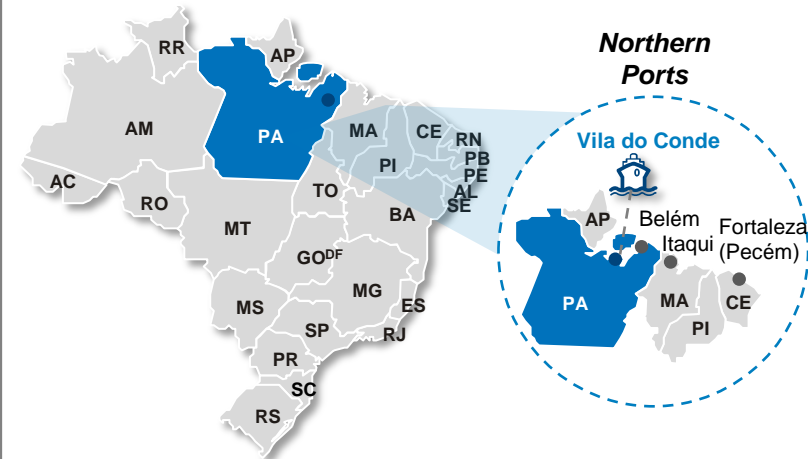 RR
AP
AM
PA
MA
CE
RN
PB
PI
PE
AL
SE
AC
RO
TO
BA
MT
GO DF
MG
ES
MS
SP
RJ
PR
SC
RS
Northern
Ports
Vila do Conde
AP
Belém
Fortaleza
Itaqui
(Pecém)
PA
MA
CE
PI